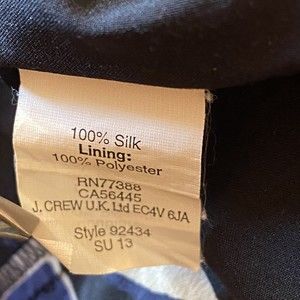 100% Silk
Lining:
100% Polyester
RN77388
CA56445
J. CREW U.K. Ltd EC4V 6JA
Style 92434
SU 13